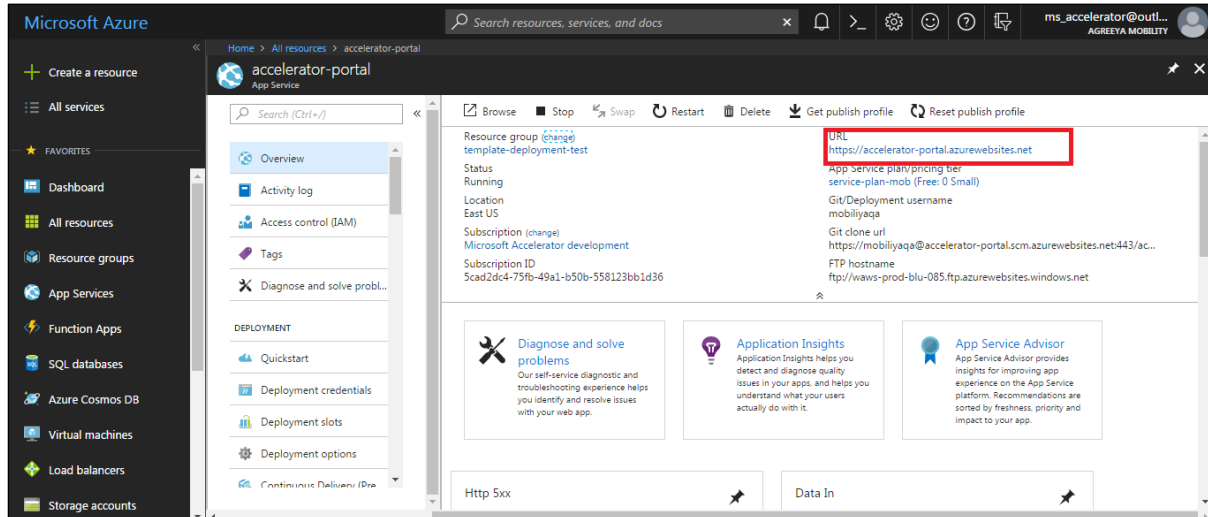 Microsoft Azure
Search resources, services, and docs
ms_accelerator@outl...
AGREEYA MOBILITY
Home > All resources > accelerator-portal
accelerator-portal
App Service
Create a resource
All services
FAVORITES
Dashboard
All resources
Resource groups
App Services
Function Apps
SQL databases
Azure Cosmos DB
Virtual machines
Load balancers
Storage accounts
Search (Ctrl+/)
Overview
Activity log
Access control (IAM)
Tags
Diagnose and solve probl...
DEPLOYMENT
Quickstart
Deployment credentials
Deployment slots
Deployment options
Continuous Delivery (Pre
Browse Stop Swap Restart Delete Get publish profile Reset publish profile
Resource group (change)
template-deployment-test
Status
Running
Location
East US
Subscription (change)
Microsoft Accelerator development
Subscription ID
5cad2dc4-75fb-49a1-b50b-558123bb1d36
URL
https://accelerator-portal.azurewebsites.net
App Service plan/pricing tier
service-plan-mob (Free: 0 Small)
Git/Deployment username
mobiliyaqa
Git clone url
https://mobiliyaqa@accelerator-portal.scm.azurewebsites.net:443/ac...
FTP hostname
ftp://waws-prod-blu-085.ftp.azurewebsites.windows.net
Diagnose and solve
problems
Our self-service diagnostic and
troubleshooting experience helps
you identify and resolve issues
with your web app.
Application Insights
Application Insights helps you
detect and diagnose quality
issues in your apps, and helps you
understand what your users
actually do with it.
App Service Advisor
App Service Advisor provides
insights for improving app
experience on the App Service
platform. Recommendations are
sorted by freshness, priority and
impact to your app.
Http 5xx
Data In